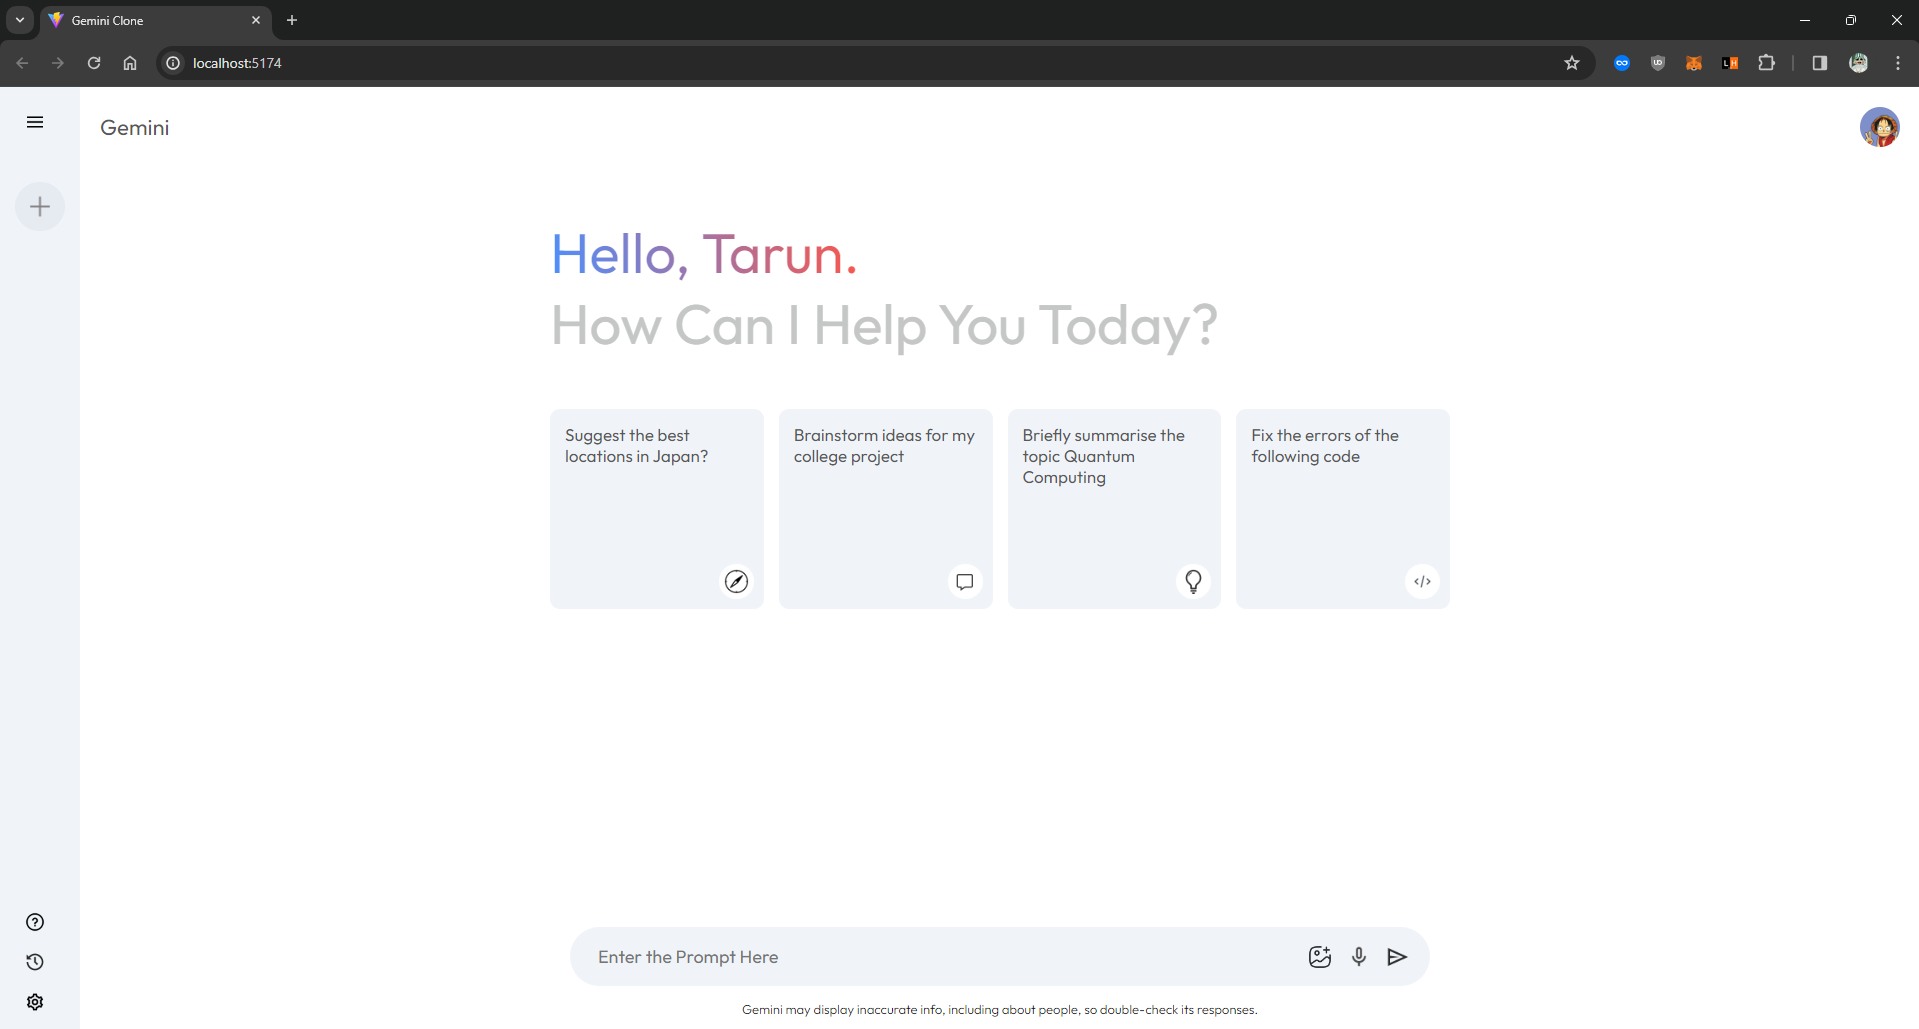 Gemini Clone
localhost:5174
Gemini
Hello, Tarun.
How Can I Help You Today?
Suggest the best
locations in Japan?
Brainstorm ideas for my
college project
Briefly summarise the
topic Quantum
Computing
Fix the errors of the
following code
Enter the Prompt Here
Gemini may display inaccurate info, including about people, so double-check its responses.